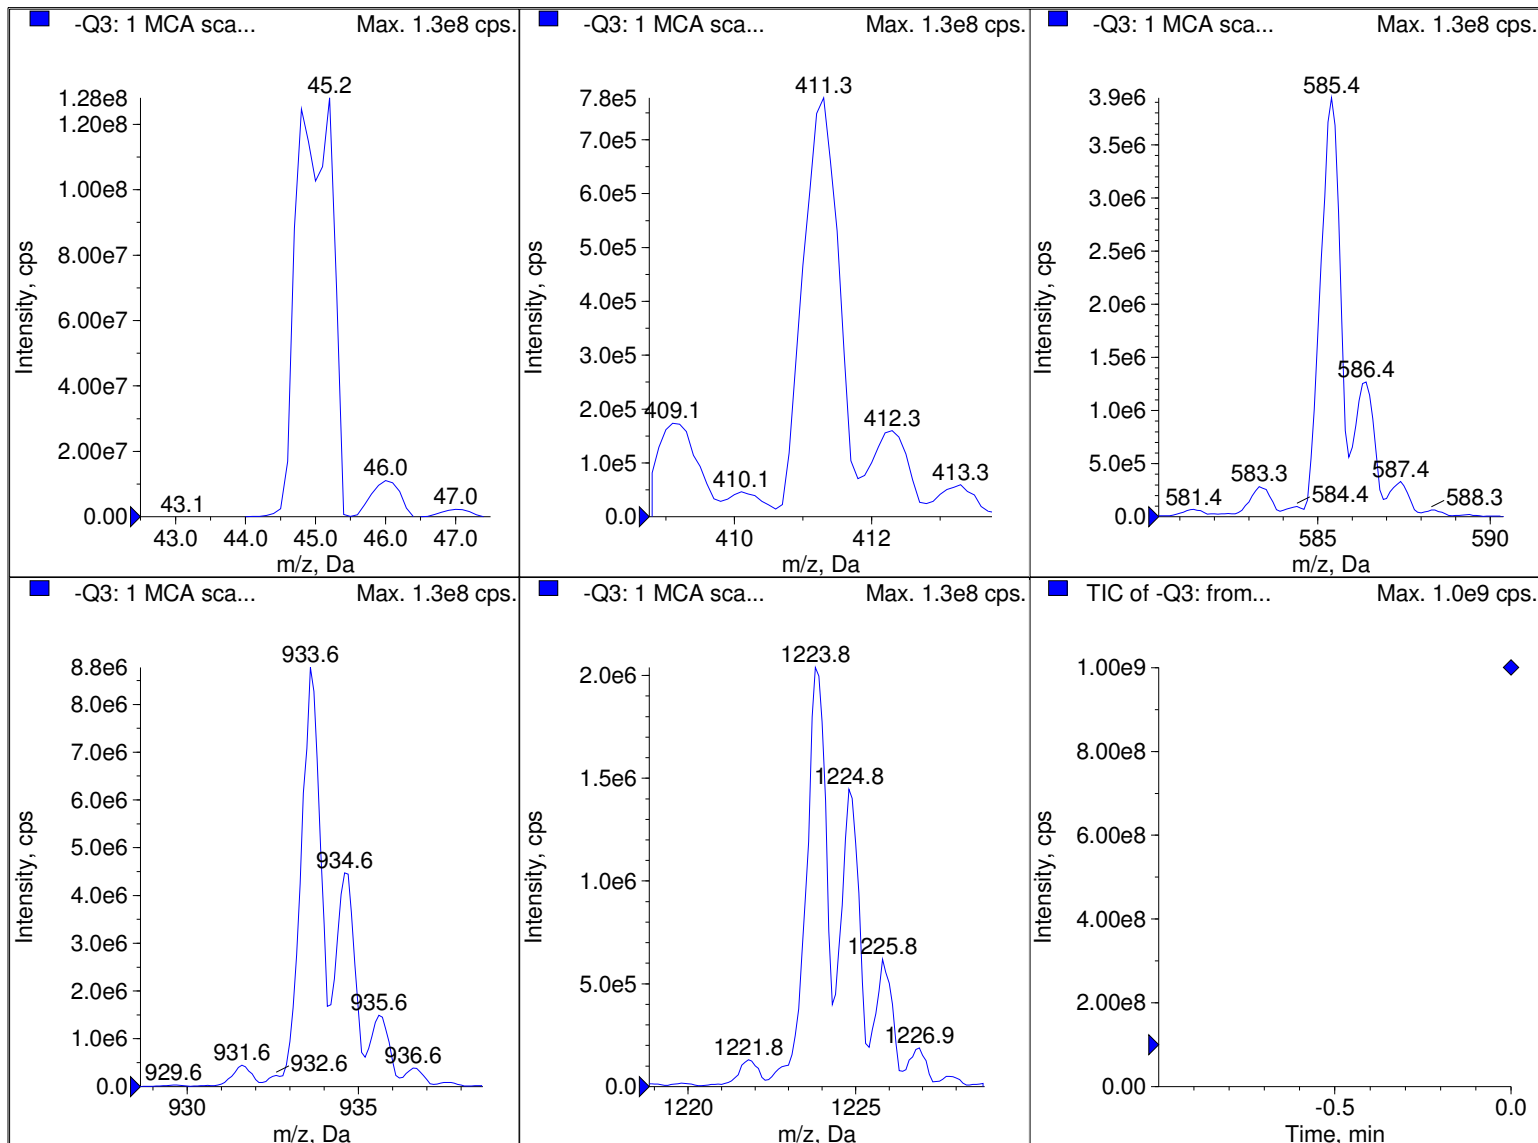 -Q3: 1 MCA sca... Max. 1.3e8 cps.
45.2
1.28e8
1.20e8
1.00e8
8.00e7
6.00e7
4.00e7
2.00e7
0.00
46.0
47.0
43.1
43.0 44.0 45.0 46.0 47.0
m/z, Da
Intensity, cps
-Q3: 1 MCA sca... Max. 1.3e8 cps.
411.3
7.8e5
7.0e5
6.0e5
5.0e5
4.0e5
3.0e5
2.0e5
1.0e5
0.0
409.1
412.3
410.1
413.3
410 412
m/z, Da
Intensity, cps
-Q3: 1 MCA sca... Max. 1.3e8 cps.
585.4
3.9e6
3.5e6
3.0e6
2.5e6
2.0e6
1.5e6
1.0e6
5.0e5
0.0
586.4
583.3
587.4
581.4
584.4
588.3
585 590
m/z, Da
Intensity, cps
-Q3: 1 MCA sca... Max. 1.3e8 cps.
933.6
8.8e6
8.0e6
7.0e6
6.0e6
5.0e6
4.0e6
3.0e6
2.0e6
1.0e6
0.0
934.6
935.6
931.6
932.6
936.6
929.6
930 935
m/z, Da
Intensity, cps
-Q3: 1 MCA sca... Max. 1.3e8 cps.
1223.8
2.0e6
1.5e6
1.0e6
5.0e5
0.0
1224.8
1225.8
1226.9
1221.8
1220 1225
m/z, Da
Intensity, cps
TIC of -Q3: from... Max. 1.0e9 cps.
1.00e9
8.00e8
6.00e8
4.00e8
2.00e8
0.00
-0.5 0.0
Time, min
Intensity, cps